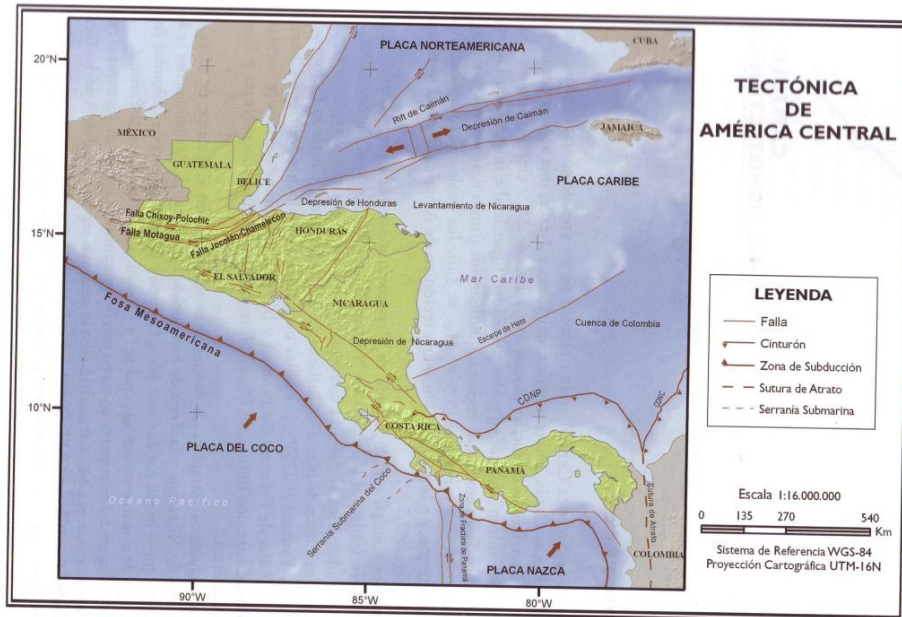 TECTÓNICA
DE
AMÉRICA CENTRAL
PLACA NORTEAMERICANA
CUBA
20°N
Rift de Caimán
Depresión de Caimán
MÉXICO
JAMAICA
GUATEMALA
BELICE
PLACA CARIBE
Depresión de Honduras
Levantamiento de Nicaragua
Falla Chixoy-Polochic
Falla Motagua
Falla Jocotán-Chamelecón
HONDURAS
15°N
EL SALVADOR
Mar Caribe
NICARAGUA
Fosa Mesoamericana
Escarpe de Hess
Cuenca de Colombia
Depresión de Nicaragua
10°N
CDNP
CDNC
COSTA RICA
PLACA DEL COCO
PANAMÁ
Océano Pacífico
Serranía Submarina del Coco
Zona de Fractura de Panamá
Sutura de Atrato
COLOMBIA
PLACA NAZCA
90°W
85°W
80°W
LEYENDA
Falla
Cinturón
Zona de Subducción
Sutura de Atrato
Serranía Submarina
Escala 1:16.000.000
0 135 270 540
Km
Sistema de Referencia WGS-84
Proyección Cartográfica UTM-16N